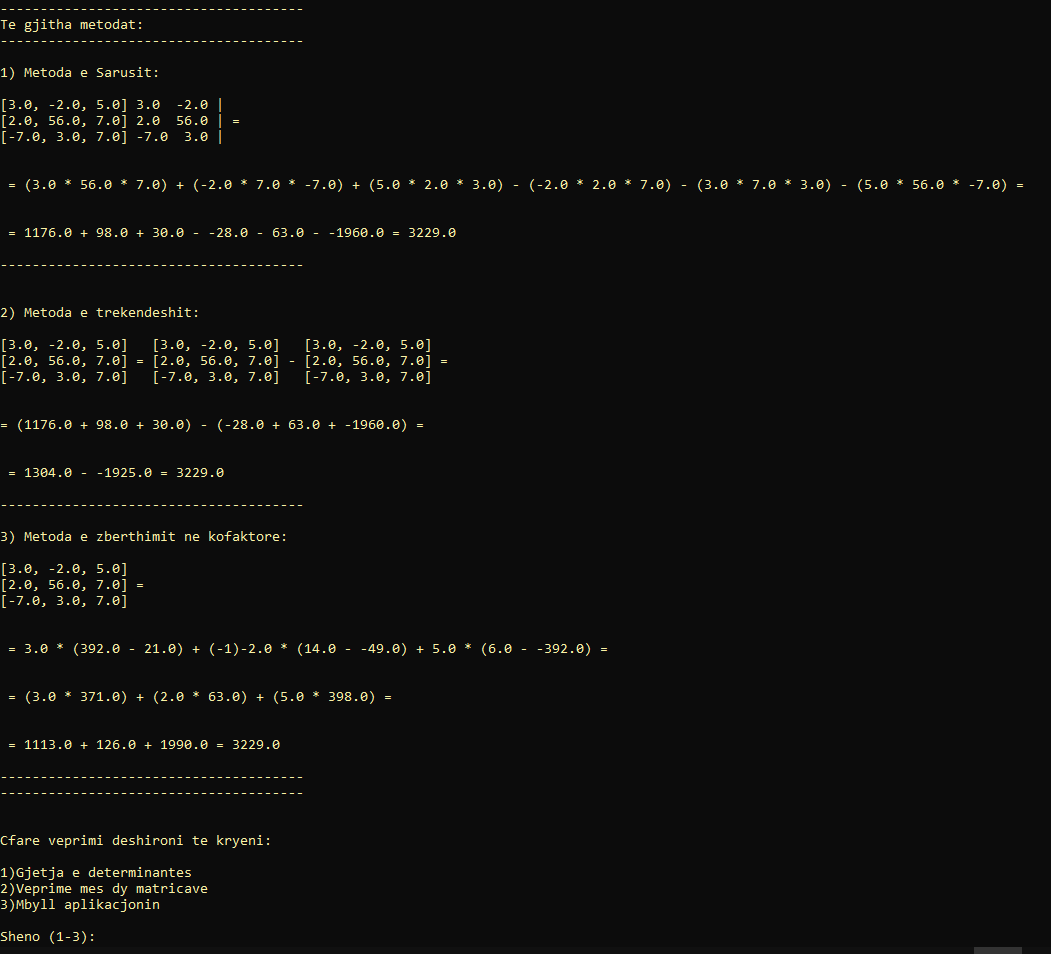 --------------------------------------
Te gjitha metodat:
--------------------------------------
1) Metoda e Sarusit:
[3.0, -2.0, 5.0] 3.0  -2.0 |
[2.0, 56.0, 7.0] 2.0  56.0 | =
[-7.0, 3.0, 7.0] -7.0  3.0 |
= (3.0 * 56.0 * 7.0) + (-2.0 * 7.0 * -7.0) + (5.0 * 2.0 * 3.0) - (-2.0 * 2.0 * 7.0) - (3.0 * 7.0 * 3.0) - (5.0 * 56.0 * -7.0) =
= 1176.0 + 98.0 + 30.0 - -28.0 - 63.0 - -1960.0 = 3229.0
--------------------------------------
2) Metoda e trekendeshit:
[3.0, -2.0, 5.0]   [3.0, -2.0, 5.0]   [3.0, -2.0, 5.0]
[2.0, 56.0, 7.0] = [2.0, 56.0, 7.0] - [2.0, 56.0, 7.0] =
[-7.0, 3.0, 7.0]   [-7.0, 3.0, 7.0]   [-7.0, 3.0, 7.0]
= (1176.0 + 98.0 + 30.0) - (-28.0 + 63.0 + -1960.0) =
= 1304.0 - -1925.0 = 3229.0
--------------------------------------
3) Metoda e zberthimit ne kofaktore:
[3.0, -2.0, 5.0]
[2.0, 56.0, 7.0] =
[-7.0, 3.0, 7.0]
= 3.0 * (392.0 - 21.0) + (-1)-2.0 * (14.0 - -49.0) + 5.0 * (6.0 - -392.0) =
= (3.0 * 371.0) + (2.0 * 63.0) + (5.0 * 398.0) =
= 1113.0 + 126.0 + 1990.0 = 3229.0
--------------------------------------
--------------------------------------
Cfare veprimi deshironi te kryeni:
1)Gjetja e determinantes
2)Veprime mes dy matricave
3)Mbyll aplikacjonin
Sheno (1-3):